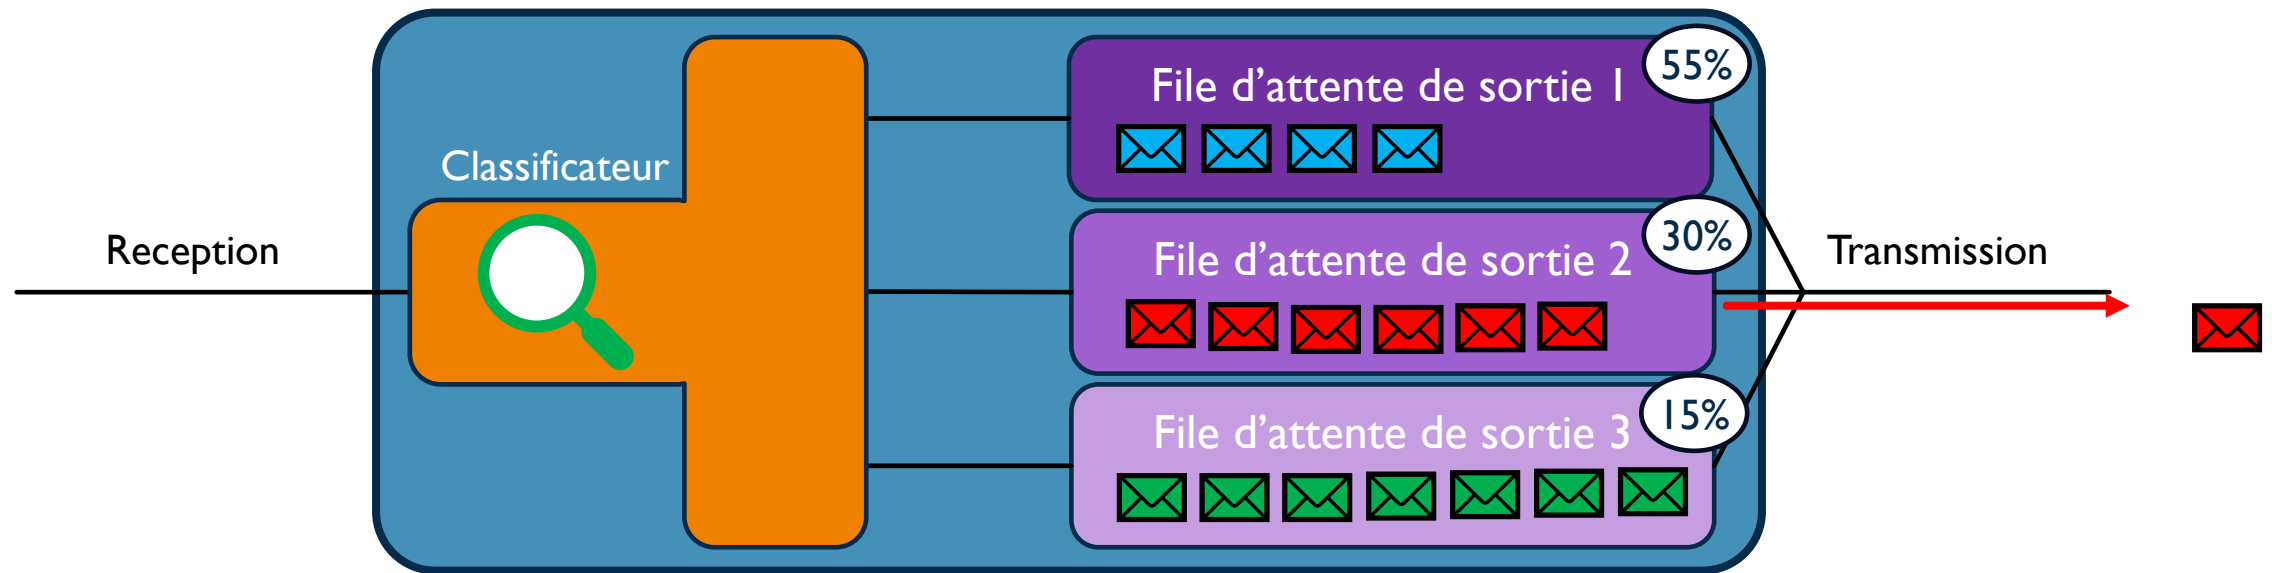 Reception
Classificateur
File d’attente de sortie 1
55%
File d’attente de sortie 2
30%
File d’attente de sortie 3
15%
Transmission